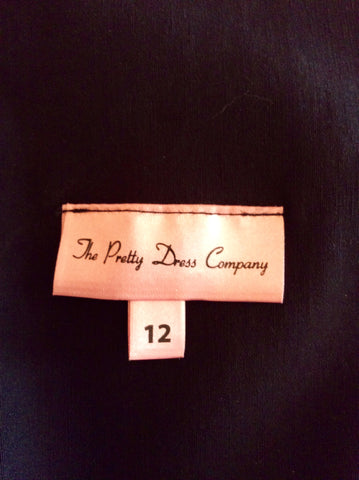 The Pretty Dress Company
12